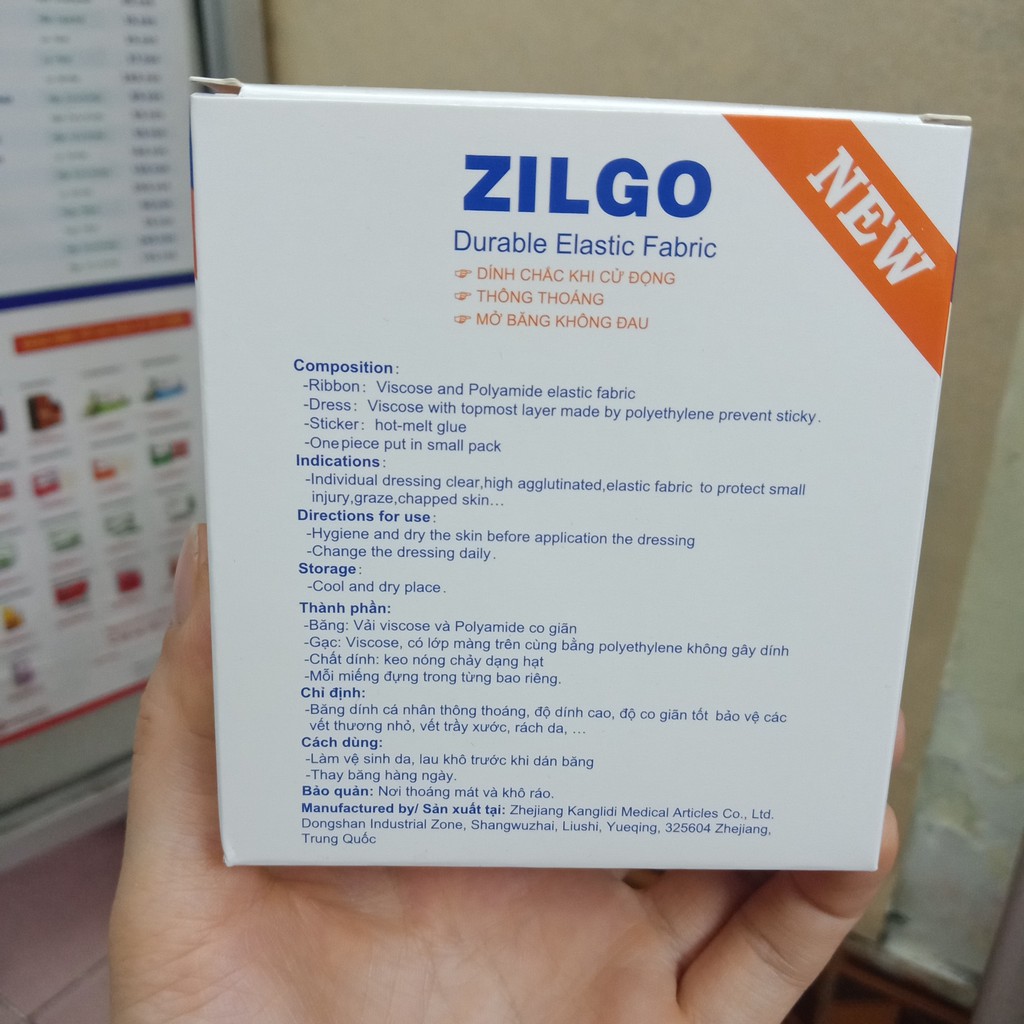 ZILGO
NEW
Durable Elastic Fabric
☞ DÍNH CHẮC KHI CỬ ĐỘNG
☞ THÔNG THOÁNG
☞ MỞ BĂNG KHÔNG ĐAU
Composition:
-Ribbon: Viscose and Polyamide elastic fabric
-Dress: Viscose with topmost layer made by polyethylene prevent sticky.
-Sticker: hot-melt glue
-One piece put in small pack
Indications:
-Individual dressing clear,high agglutinated,elastic fabric to protect small
injury,graze,chapped skin...
Directions for use:
-Hygiene and dry the skin before application the dressing
-Change the dressing daily.
Storage:
-Cool and dry place.
Thành phần:
-Băng: Vải viscose và Polyamide co giãn
-Gạc: Viscose, có lớp màng trên cùng bằng polyethylene không gây dính
-Chất dính: keo nóng chảy dạng hạt
-Mỗi miếng đựng trong từng bao riêng.
Chỉ định:
-Băng dính cá nhân thông thoáng, độ dính cao, độ co giãn tốt bảo vệ các
vết thương nhỏ, vết trầy xước, rách da, ...
Cách dùng:
-Làm vệ sinh da, lau khô trước khi dán băng
-Thay băng hàng ngày.
Bảo quản: Nơi thoáng mát và khô ráo.
Manufactured by/ Sản xuất tại: Zhejiang Kanglidi Medical Articles Co., Ltd.
Dongshan Industrial Zone, Shangwuzhai, Liushi, Yueqing, 325604 Zhejiang,
Trung Quốc